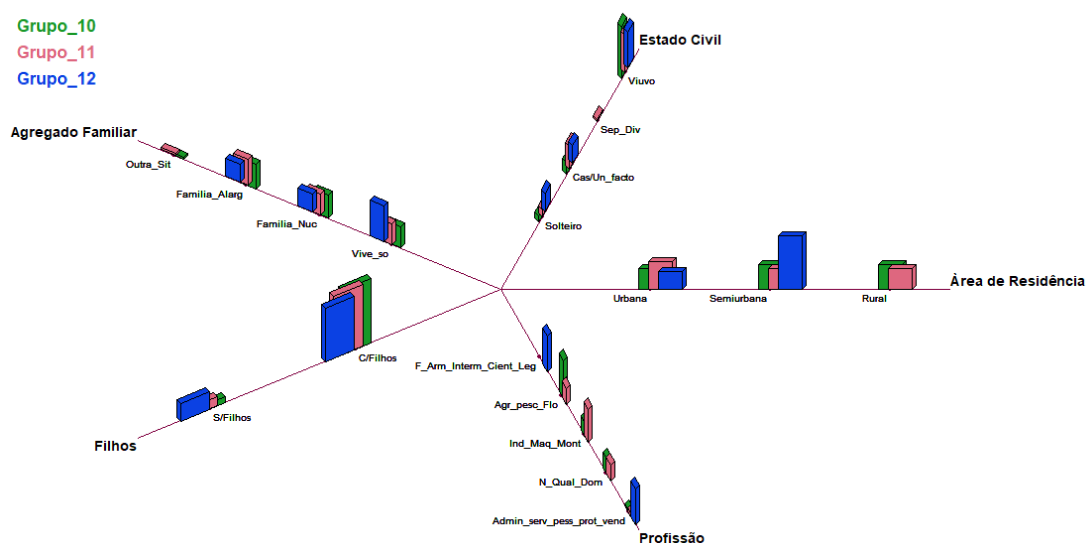 Grupo_10
Grupo_11
Grupo_12
Estado Civil
Viuvo
Sep_Div
Cas/Un_facto
Solteiro
Agregado Familiar
Outra_Sit
Familia_Alarg
Familia_Nuc
Vive_so
Àrea de Residência
Urbana
Semiurbana
Rural
C/Filhos
S/Filhos
Filhos
F_Arm_Interm_Cient_Leg
Agr_pesc_Flo
Ind_Maq_Mont
N_Qual_Dom
Admin_serv_pess_prot_vend
Profissão